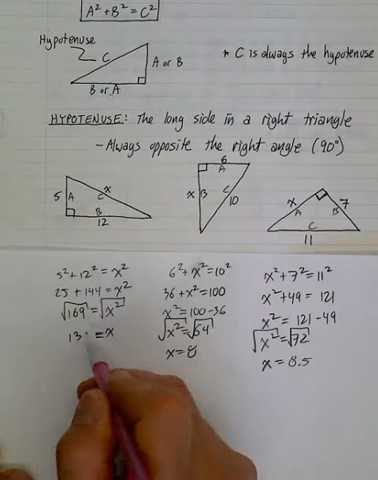 A² + B² = C²
Hypotenuse
C
A or B
B or A
* C is always the hypotenuse
HYPOTENUSE: The long side in a right triangle
- Always opposite the right angle (90°)
5 A C x B 12
6 A x B C 10
x A B 7 C 11
5² + 12² = x²
25 + 144 = x²
√169 = √x²
13 = x
6² + x² = 10²
36 + x² = 100
x² = 100 - 36
√x² = √64
x = 8
x² + 7² = 11²
x² + 49 = 121
x² = 121 - 49
√x² = √72
x = 8.5